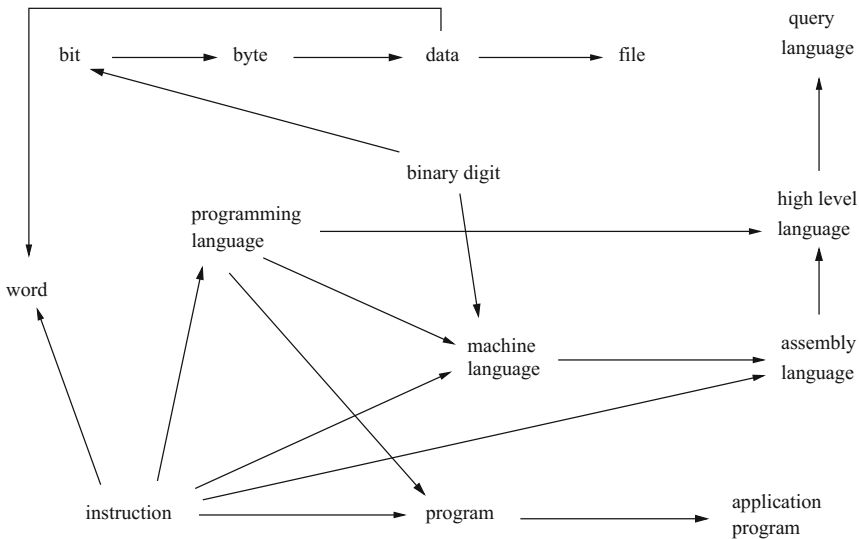 query
language
bit
byte
data
file
binary digit
high level
language
programming
language
word
machine
language
assembly
language
instruction
program
application
program